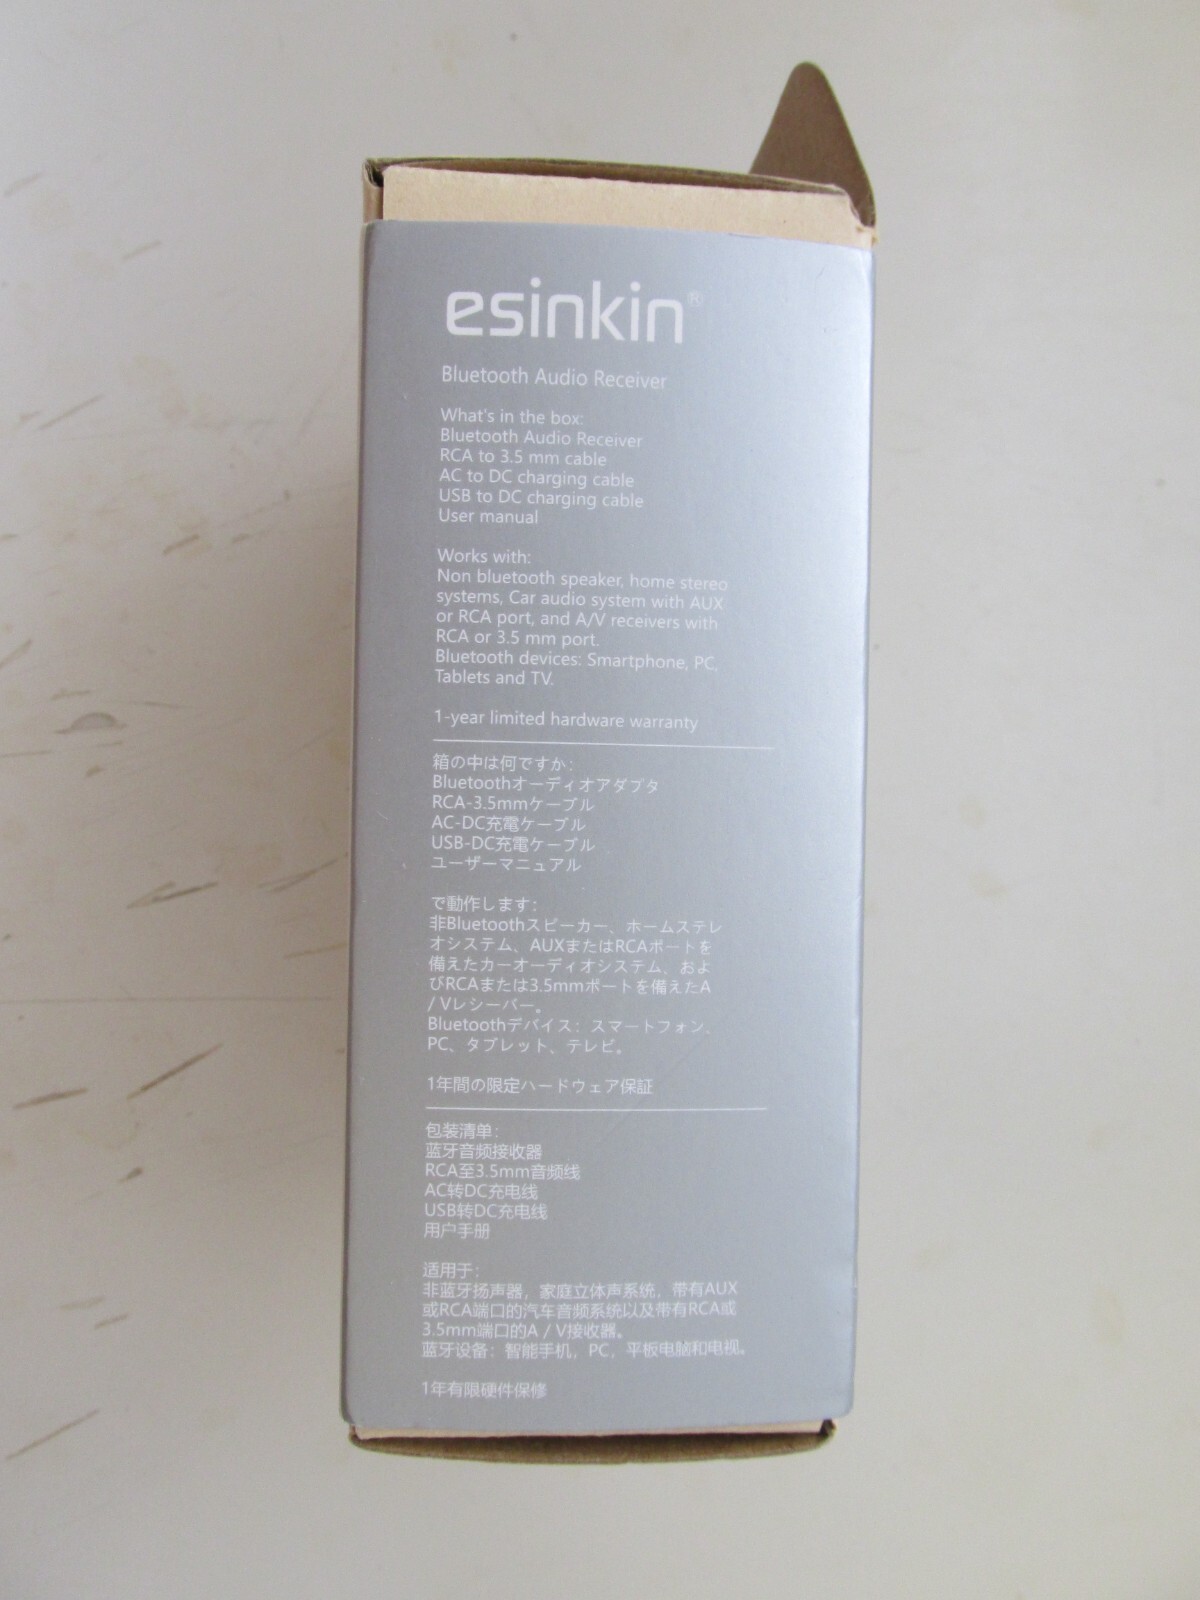 esinkin®
Bluetooth Audio Receiver
What's in the box:
Bluetooth Audio Receiver
RCA to 3.5 mm cable
AC to DC charging cable
USB to DC charging cable
User manual
Works with:
Non bluetooth speaker, home stereo
systems, Car audio system with AUX
or RCA port, and A/V receivers with
RCA or 3.5 mm port.
Bluetooth devices: Smartphone, PC,
Tablets and TV.
1-year limited hardware warranty
箱の中は何ですか:
Bluetoothオーディオアダプタ
RCA-3.5mmケーブル
AC-DC充電ケーブル
USB-DC充電ケーブル
ユーザーマニュアル
で動作します:
非Bluetoothスピーカー、ホームステレ
オシステム、AUXまたはRCAポートを
備えたカーオーディオシステム、およ
びRCAまたは3.5mmポートを備えたA
/ Vレシーバー。
Bluetoothデバイス: スマートフォン、
PC、タブレット、テレビ。
1年間の限定ハードウェア保証
包装清单:
蓝牙音频接收器
RCA至3.5mm音频线
AC转DC充电线
USB转DC充电线
用户手册
适用于:
非蓝牙扬声器，家庭立体声系统，带有AUX
或RCA端口的汽车音频系统以及带有RCA或
3.5mm端口的A / V接收器。
蓝牙设备: 智能手机，PC，平板电脑和电视。
1年有限硬件保修